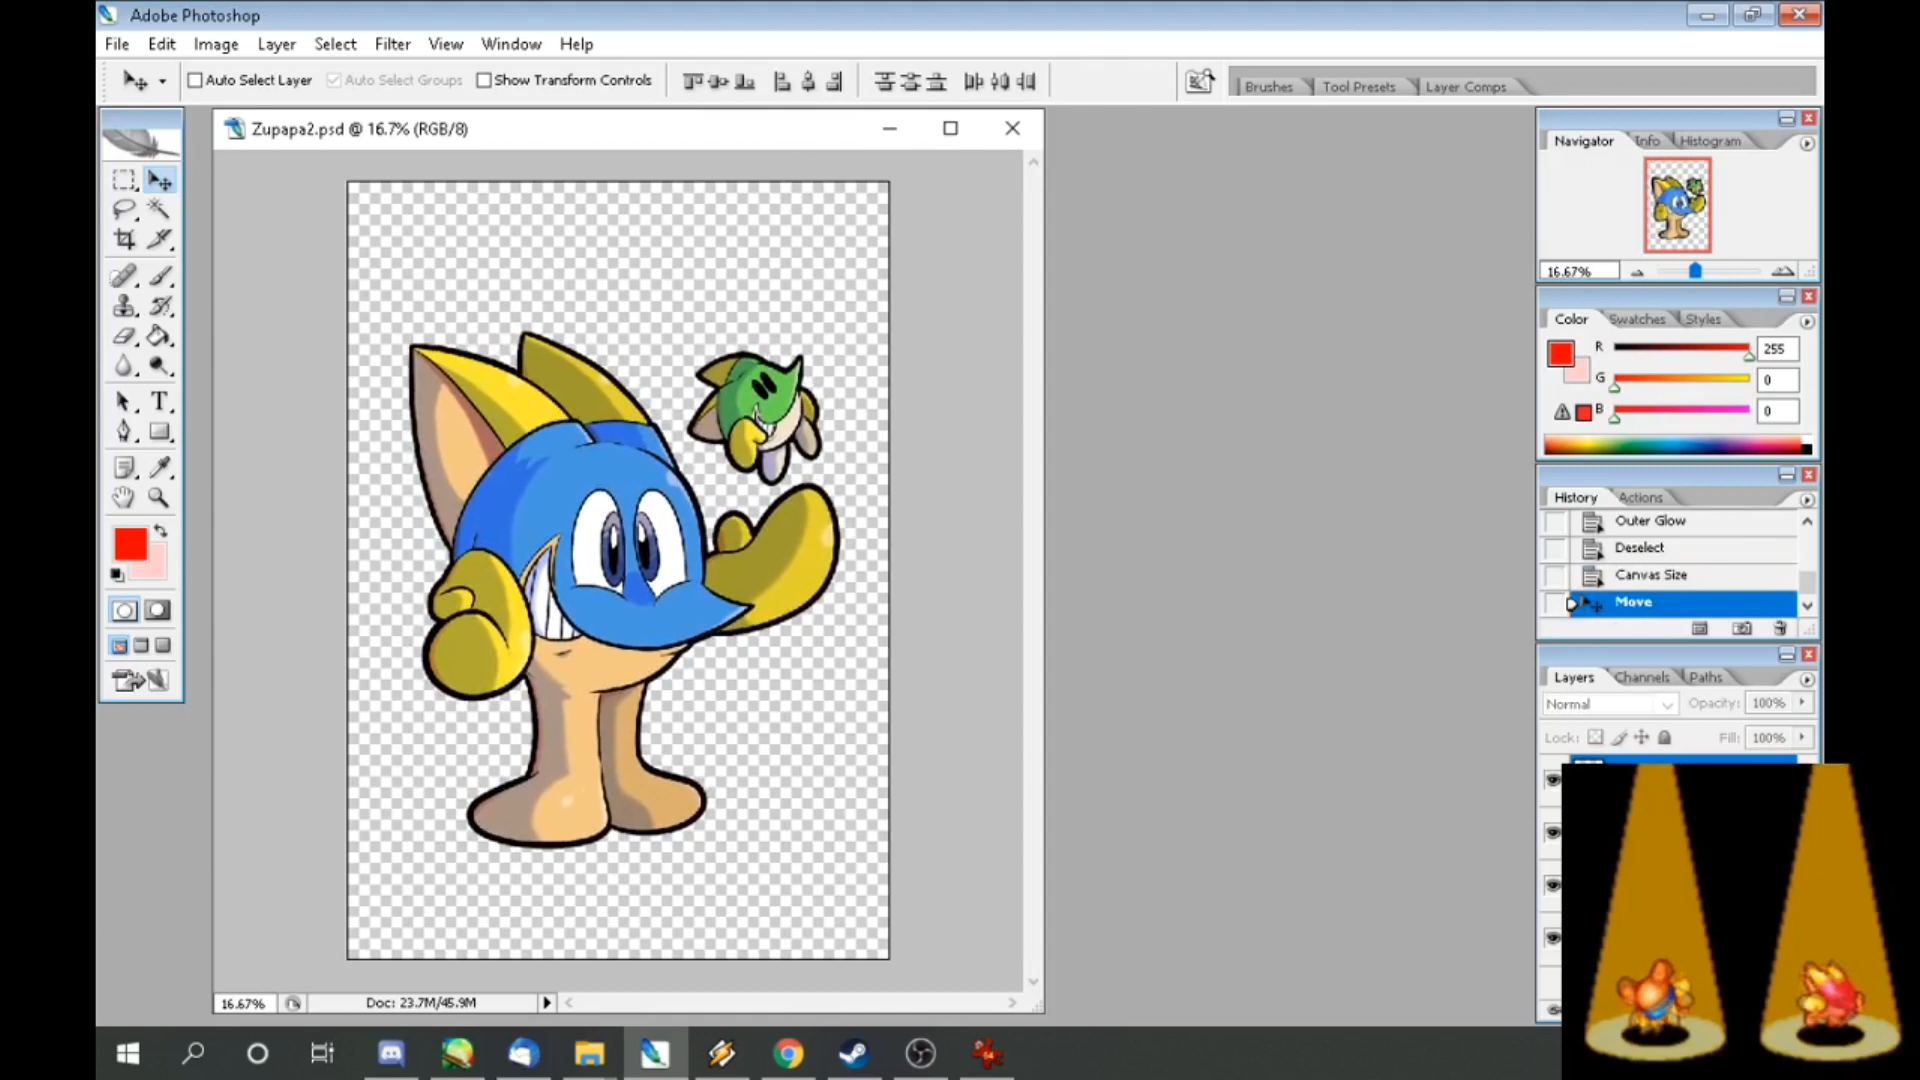 Adobe Photoshop
File Edit Image Layer Select Filter View Window Help
Auto Select Layer Auto Select Groups Show Transform Controls Brushes Tool Presets Layer Comps
Zupapa2.psd @ 16.7% (RGB/8)
Navigator Info Histogram
16.67%
Color Swatches Styles
R 255
G 0
B 0
History Actions
Outer Glow
Deselect
Canvas Size
Move
Layers Channels Paths
Normal Opacity: 100%
Lock: Fill: 100%
16.67% Doc: 23.7M/45.9M
T
64